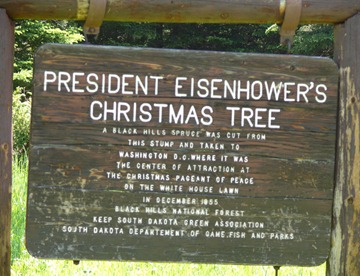 PRESIDENT EISENHOWER'S
CHRISTMAS TREE
A BLACK HILLS SPRUCE WAS CUT FROM
THIS STUMP AND TAKEN TO
WASHINGTON D.C. WHERE IT WAS
THE CENTER OF ATTRACTION AT
THE CHRISTMAS PAGEANT OF PEACE
ON THE WHITE HOUSE LAWN
IN DECEMBER 1955
BLACK HILLS NATIONAL FOREST
KEEP SOUTH DAKOTA GREEN ASSOCIATION
SOUTH DAKOTA DEPARTEMENT OF GAME, FISH AND PARKS